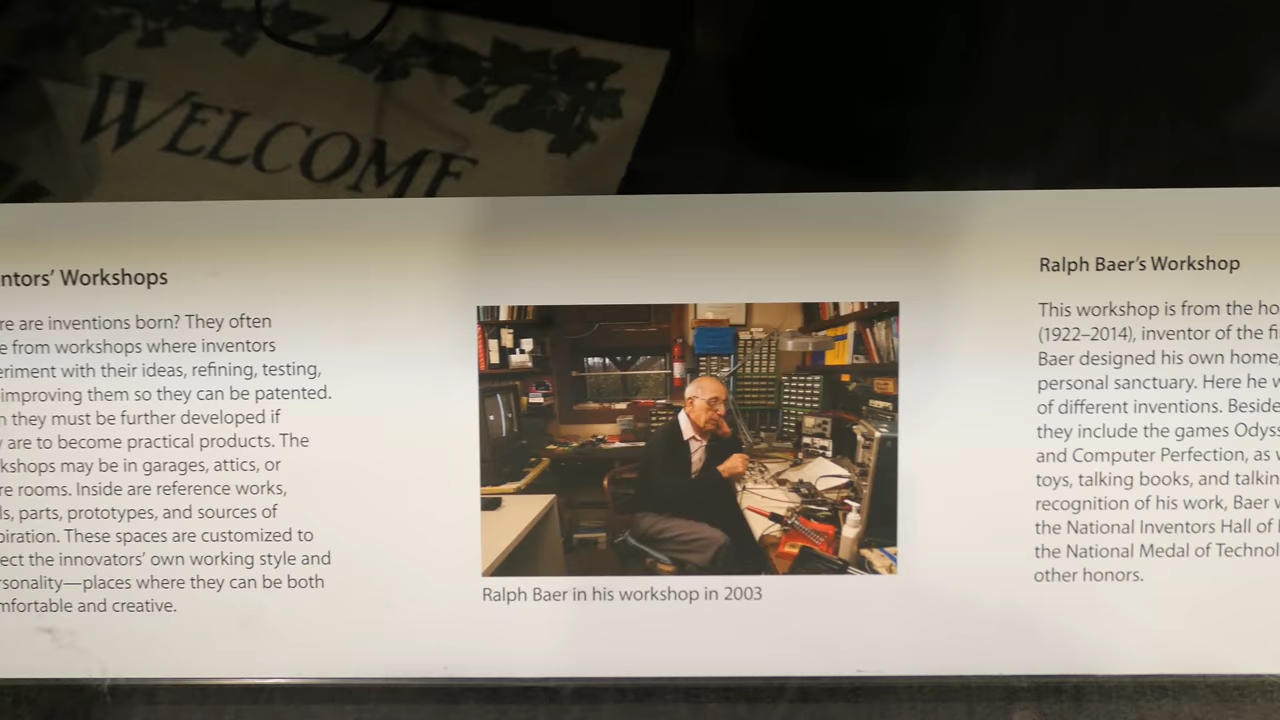 WELCOME
ntors' Workshops
re are inventions born? They often
e from workshops where inventors
eriment with their ideas, refining, testing,
improving them so they can be patented.
n they must be further developed if
y are to become practical products. The
kshops may be in garages, attics, or
re rooms. Inside are reference works,
ls, parts, prototypes, and sources of
piration. These spaces are customized to
ect the innovators' own working style and
rsonality—places where they can be both
mfortable and creative.
Ralph Baer in his workshop in 2003
Ralph Baer's Workshop
This workshop is from the ho
(1922–2014), inventor of the fi
Baer designed his own home,
personal sanctuary. Here he w
of different inventions. Beside
they include the games Odyss
and Computer Perfection, as w
toys, talking books, and talkin
recognition of his work, Baer w
the National Inventors Hall of
the National Medal of Technol
other honors.